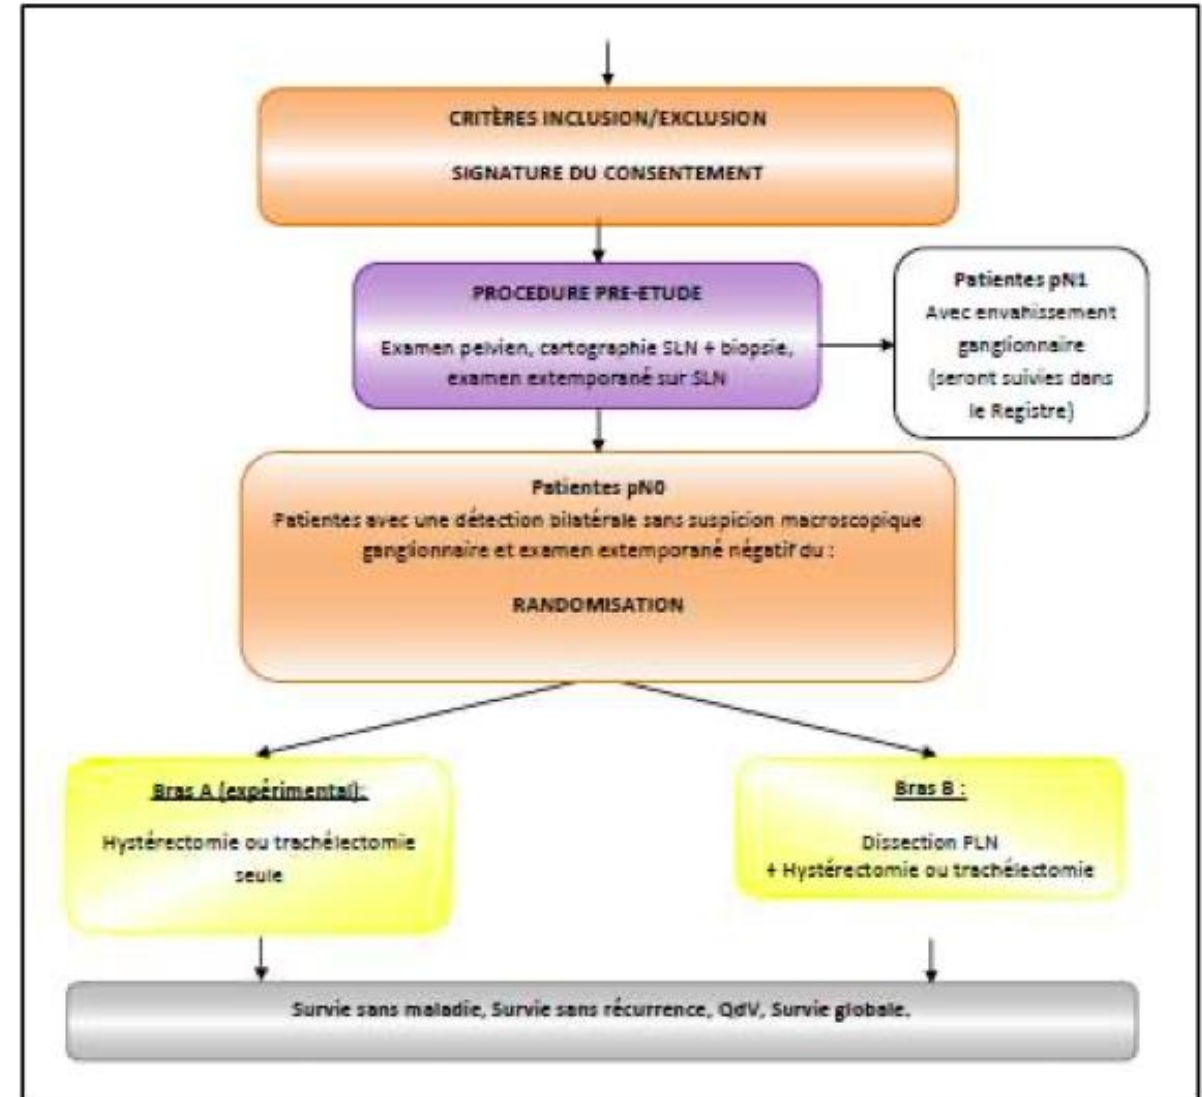 CRITÈRES INCLUSION/EXCLUSION
SIGNATURE DU CONSENTEMENT
PROCEDURE PRE-ETUDE
Examen pelvien, cartographie SLN + biopsie,
examen extemporané sur SLN
Patientes pN1
Avec envahissement
ganglionnaire
(seront suivies dans
le Registre)
Patientes pN0
Patientes avec une détection bilatérale sans suspicion macroscopique
ganglionnaire et examen extemporané négatif du :
RANDOMISATION
Bras A (expérimental):
Hystérectomie ou trachélectomie
seule
Bras B :
Dissection PLN
+ Hystérectomie ou trachélectomie
Survie sans maladie, Survie sans récurrence, QdV, Survie globale.